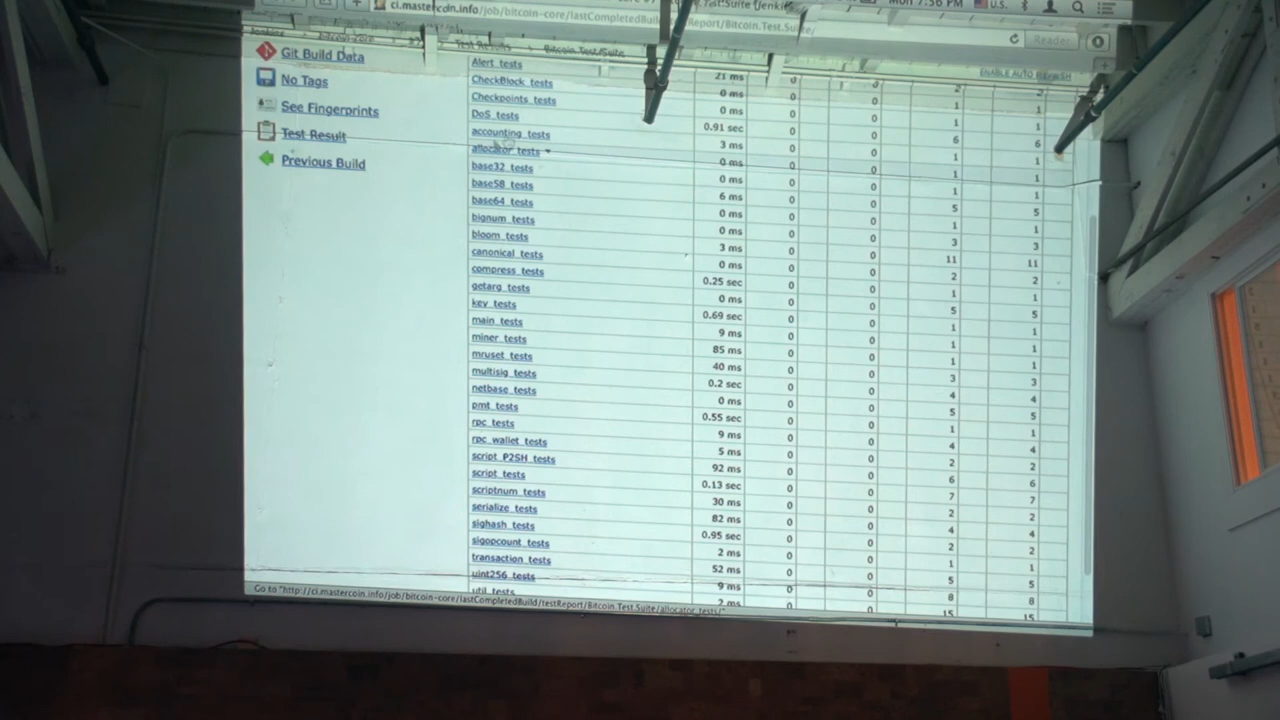 ci.mastercoin.info/job/bitcoin-core/lastCompletedBuild/testReport/Bitcoin.Test.Suite/
Mon 7:56 PM U.S.
Reader
Test Results Bitcoin.Test.Suite
ENABLE AUTO REFRESH
Git Build Data
No Tags
See Fingerprints
Test Result
Previous Build
Alert_tests 21 ms 0 0 2 2
CheckBlock_tests 0 ms 0 0 1 1
Checkpoints_tests 0 ms 0 0 1 1
DoS_tests 0.91 sec 0 0 6 6
accounting_tests 3 ms 0 0 1 1
allocator_tests 0 ms 0 0 1 1
base32_tests 0 ms 0 0 1 1
base58_tests 6 ms 0 0 5 5
base64_tests 0 ms 0 0 1 1
bignum_tests 0 ms 0 0 3 3
bloom_tests 3 ms 0 0 11 11
canonical_tests 0 ms 0 0 2 2
compress_tests 0.25 sec 0 0 1 1
getarg_tests 0 ms 0 0 5 5
key_tests 0.69 sec 0 0 1 1
main_tests 9 ms 0 0 1 1
miner_tests 85 ms 0 0 1 1
mruset_tests 40 ms 0 0 3 3
multisig_tests 0.2 sec 0 0 4 4
netbase_tests 0 ms 0 0 5 5
pmt_tests 0.55 sec 0 0 1 1
rpc_tests 9 ms 0 0 4 4
rpc_wallet_tests 5 ms 0 0 2 2
script_P2SH_tests 92 ms 0 0 6 6
script_tests 0.13 sec 0 0 7 7
scriptnum_tests 30 ms 0 0 2 2
serialize_tests 82 ms 0 0 4 4
sighash_tests 0.95 sec 0 0 2 2
sigopcount_tests 2 ms 0 0 1 1
transaction_tests 52 ms 0 0 5 5
uint256_tests 9 ms 0 0 8 8
util_tests 2 ms 0 0 15 15
Go to "http://ci.mastercoin.info/job/bitcoin-core/lastCompletedBuild/testReport/Bitcoin.Test.Suite/allocator_tests/"